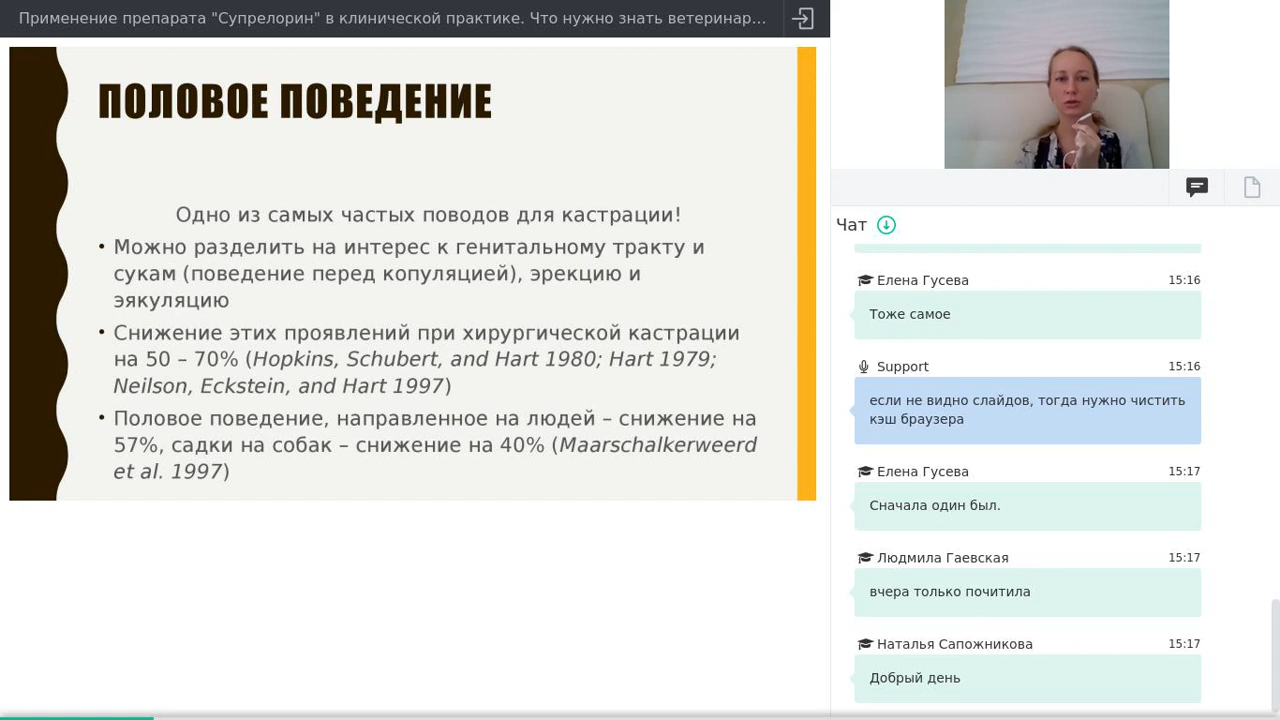 Применение препарата "Супрелорин" в клинической практике. Что нужно знать ветеринар...
ПОЛОВОЕ ПОВЕДЕНИЕ
Одно из самых частых поводов для кастрации!
• Можно разделить на интерес к генитальному тракту и
сукам (поведение перед копуляцией), эрекцию и
эякуляцию
• Снижение этих проявлений при хирургической кастрации
на 50 – 70% (Hopkins, Schubert, and Hart 1980; Hart 1979;
Neilson, Eckstein, and Hart 1997)
• Половое поведение, направленное на людей – снижение на
57%, садки на собак – снижение на 40% (Maarschalkerweerd
et al. 1997)
Чат
Елена Гусева 15:16
Тоже самое
Support 15:16
если не видно слайдов, тогда нужно чистить
кэш браузера
Елена Гусева 15:17
Сначала один был.
Людмила Гаевская 15:17
вчера только почитила
Наталья Сапожникова 15:17
Добрый день